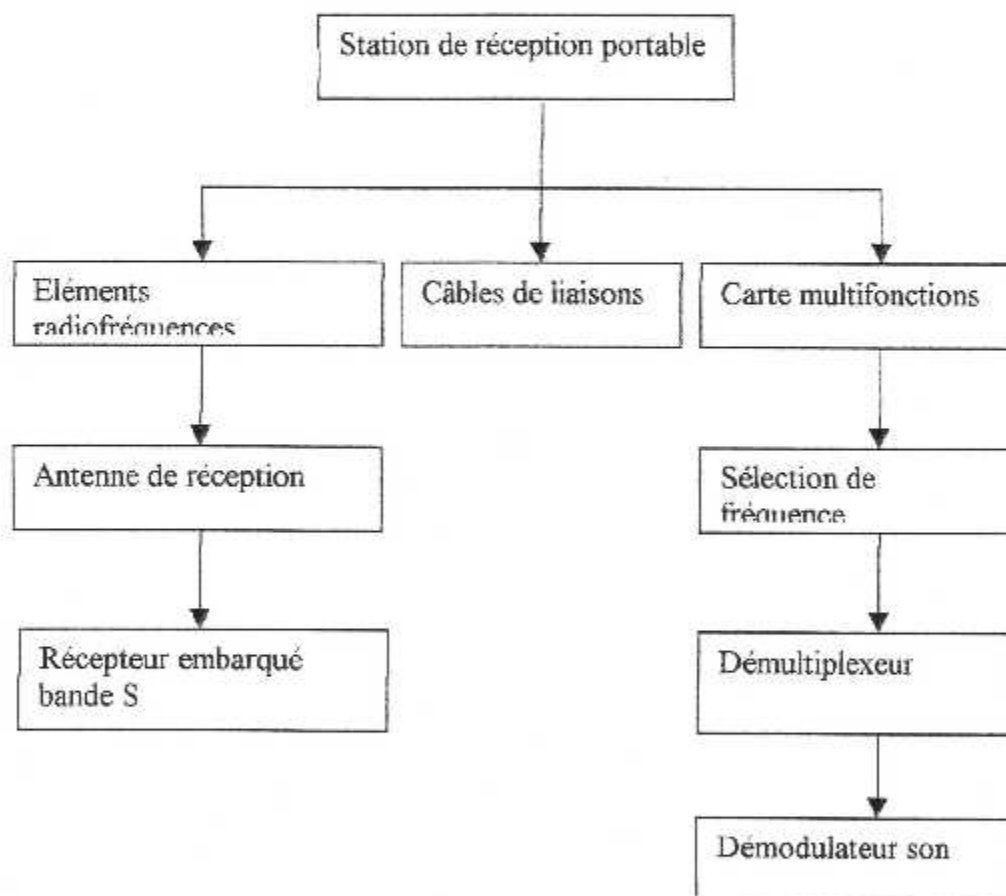 Station de réception portable
Eléments
radiofréquences
Câbles de liaisons
Carte multifonctions
Antenne de réception
Sélection de
fréquence
Récepteur embarqué
bande S
Démultiplexeur
Démodulateur son